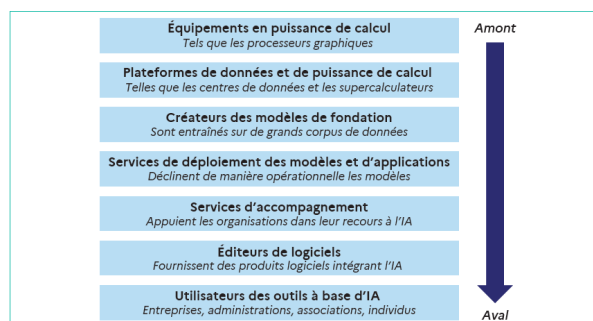 Équipements en puissance de calcul
Tels que les processeurs graphiques
Amont
Plateformes de données et de puissance de calcul
Telles que les centres de données et les supercalculateurs
Créateurs des modèles de fondation
Sont entraînés sur de grands corpus de données
Services de déploiement des modèles et d'applications
Déclinent de manière opérationnelle les modèles
Services d'accompagnement
Appuient les organisations dans leur recours à l'IA
Éditeurs de logiciels
Fournissent des produits logiciels intégrant l'IA
Utilisateurs des outils à base d'IA
Entreprises, administrations, associations, individus
Aval